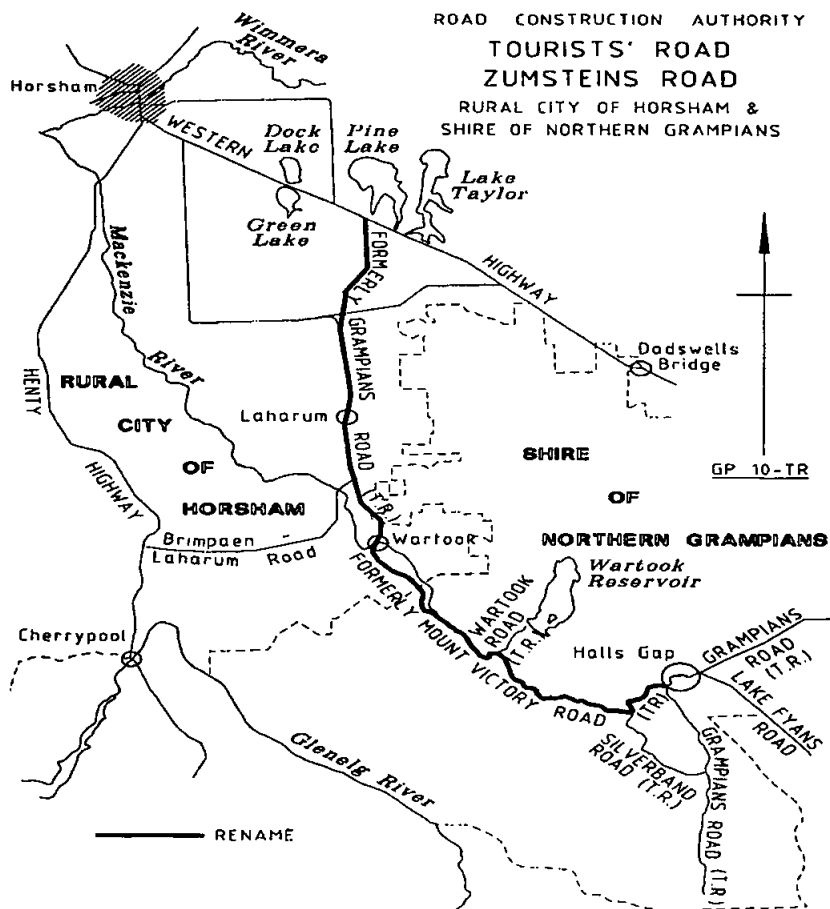 ROAD CONSTRUCTION AUTHORITY
TOURISTS' ROAD
ZUMSTEINS ROAD
RURAL CITY OF HORSHAM &
SHIRE OF NORTHERN GRAMPIANS
Wimmera
River
Horsham
WESTERN
Dock
Lake
Pine
Lake
Lake
Taylor
Green
Lake
Mackenzie
River
FORMERLY GRAMPIANS ROAD (T.R.)
HIGHWAY
Dadswells
Bridge
HENTY
HIGHWAY
RURAL
CITY
OF
HORSHAM
Laharum
SHIRE
OF
NORTHERN GRAMPIANS
GP 10-TR
Brimpaen
Laharum Road
Wartook
Wartook
Reservoir
FORMERLY MOUNT VICTORY ROAD (TR)
WARTOOK
ROAD
(T.R.)
Cherrypool
Halls Gap
GRAMPIANS
ROAD
(T.R.)
LAKE FYANS
ROAD
SILVERBAND
ROAD (T.R.)
GRAMPIANS ROAD (T.R.)
Glenelg River
RENAME